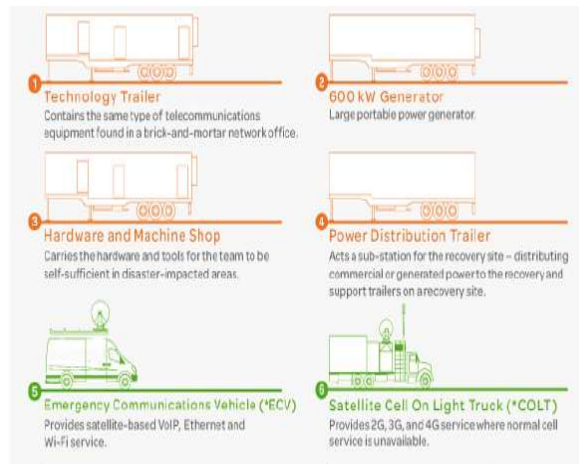 1
Technology Trailer
Contains the same type of telecommunications
equipment found in a brick-and-mortar network office.
2
600 kW Generator
Large portable power generator.
3
Hardware and Machine Shop
Carries the hardware and tools for the team to be
self-sufficient in disaster-impacted areas.
4
Power Distribution Trailer
Acts a sub-station for the recovery site – distributing
commercial or generated power to the recovery and
support trailers on a recovery site.
5
Emergency Communications Vehicle (*ECV)
Provides satellite-based VoIP, Ethernet and
Wi-Fi service.
6
Satellite Cell On Light Truck (*COLT)
Provides 2G, 3G, and 4G service where normal cell
service is unavailable.